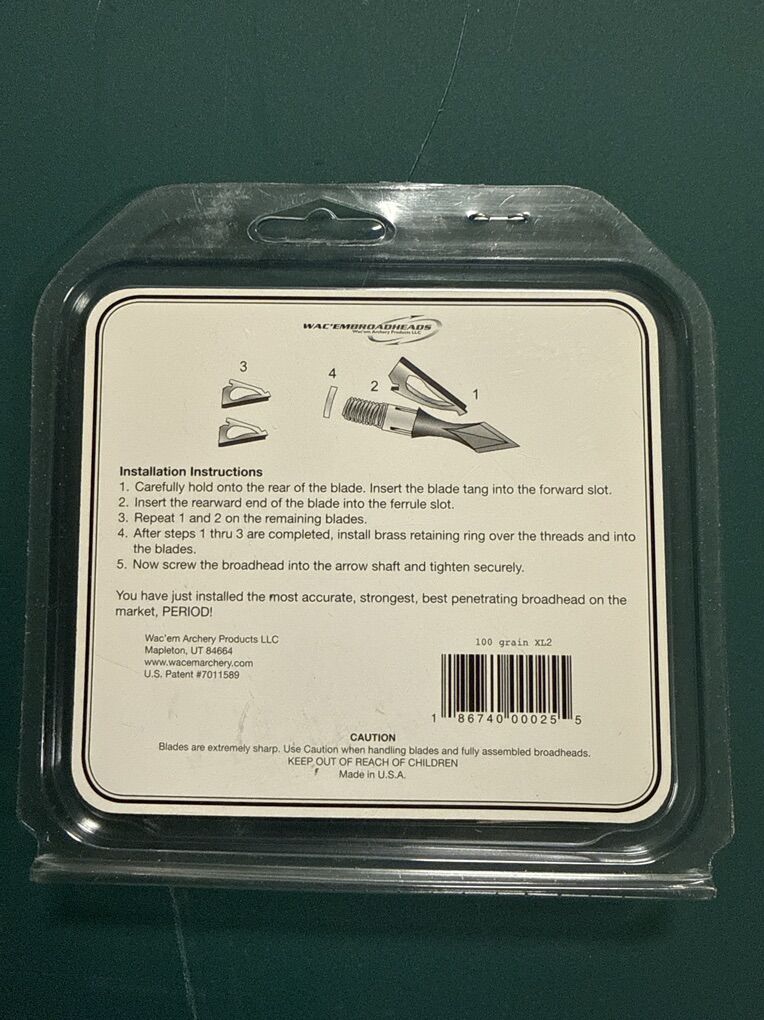 WAC'EMBROADHEADS
Wac'em Archery Products LLC
3
4
2
1
Installation Instructions
1. Carefully hold onto the rear of the blade. Insert the blade tang into the forward slot.
2. Insert the rearward end of the blade into the ferrule slot.
3. Repeat 1 and 2 on the remaining blades.
4. After steps 1 thru 3 are completed, install brass retaining ring over the threads and into
the blades.
5. Now screw the broadhead into the arrow shaft and tighten securely.
You have just installed the most accurate, strongest, best penetrating broadhead on the
market, PERIOD!
Wac'em Archery Products LLC
Mapleton, UT 84664
www.wacemarchery.com
U.S. Patent #7011589
100 grain XL2
1 86740 00025 5
CAUTION
Blades are extremely sharp. Use Caution when handling blades and fully assembled broadheads.
KEEP OUT OF REACH OF CHILDREN
Made in U.S.A.